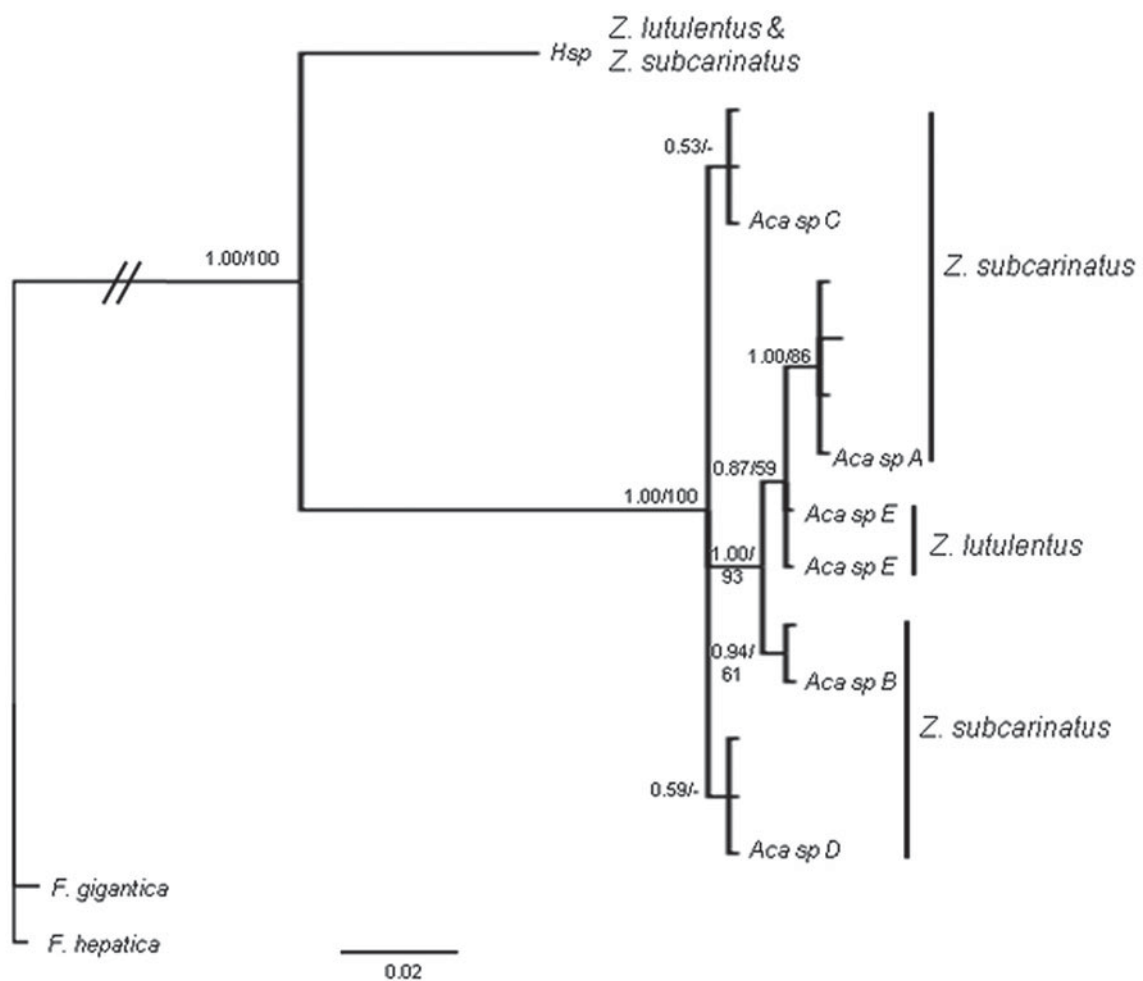 Z. lutulentus &
Hsp Z. subcarinatus
0.53/-
Aca sp C
1.00/100
Z. subcarinatus
1.00/86
Aca sp A
0.87/59
1.00/100
Aca sp E
Z. lutulentus
1.00/
93
Aca sp E
0.94/
61
Aca sp B
Z. subcarinatus
0.59/-
Aca sp D
F. gigantica
F. hepatica
0.02